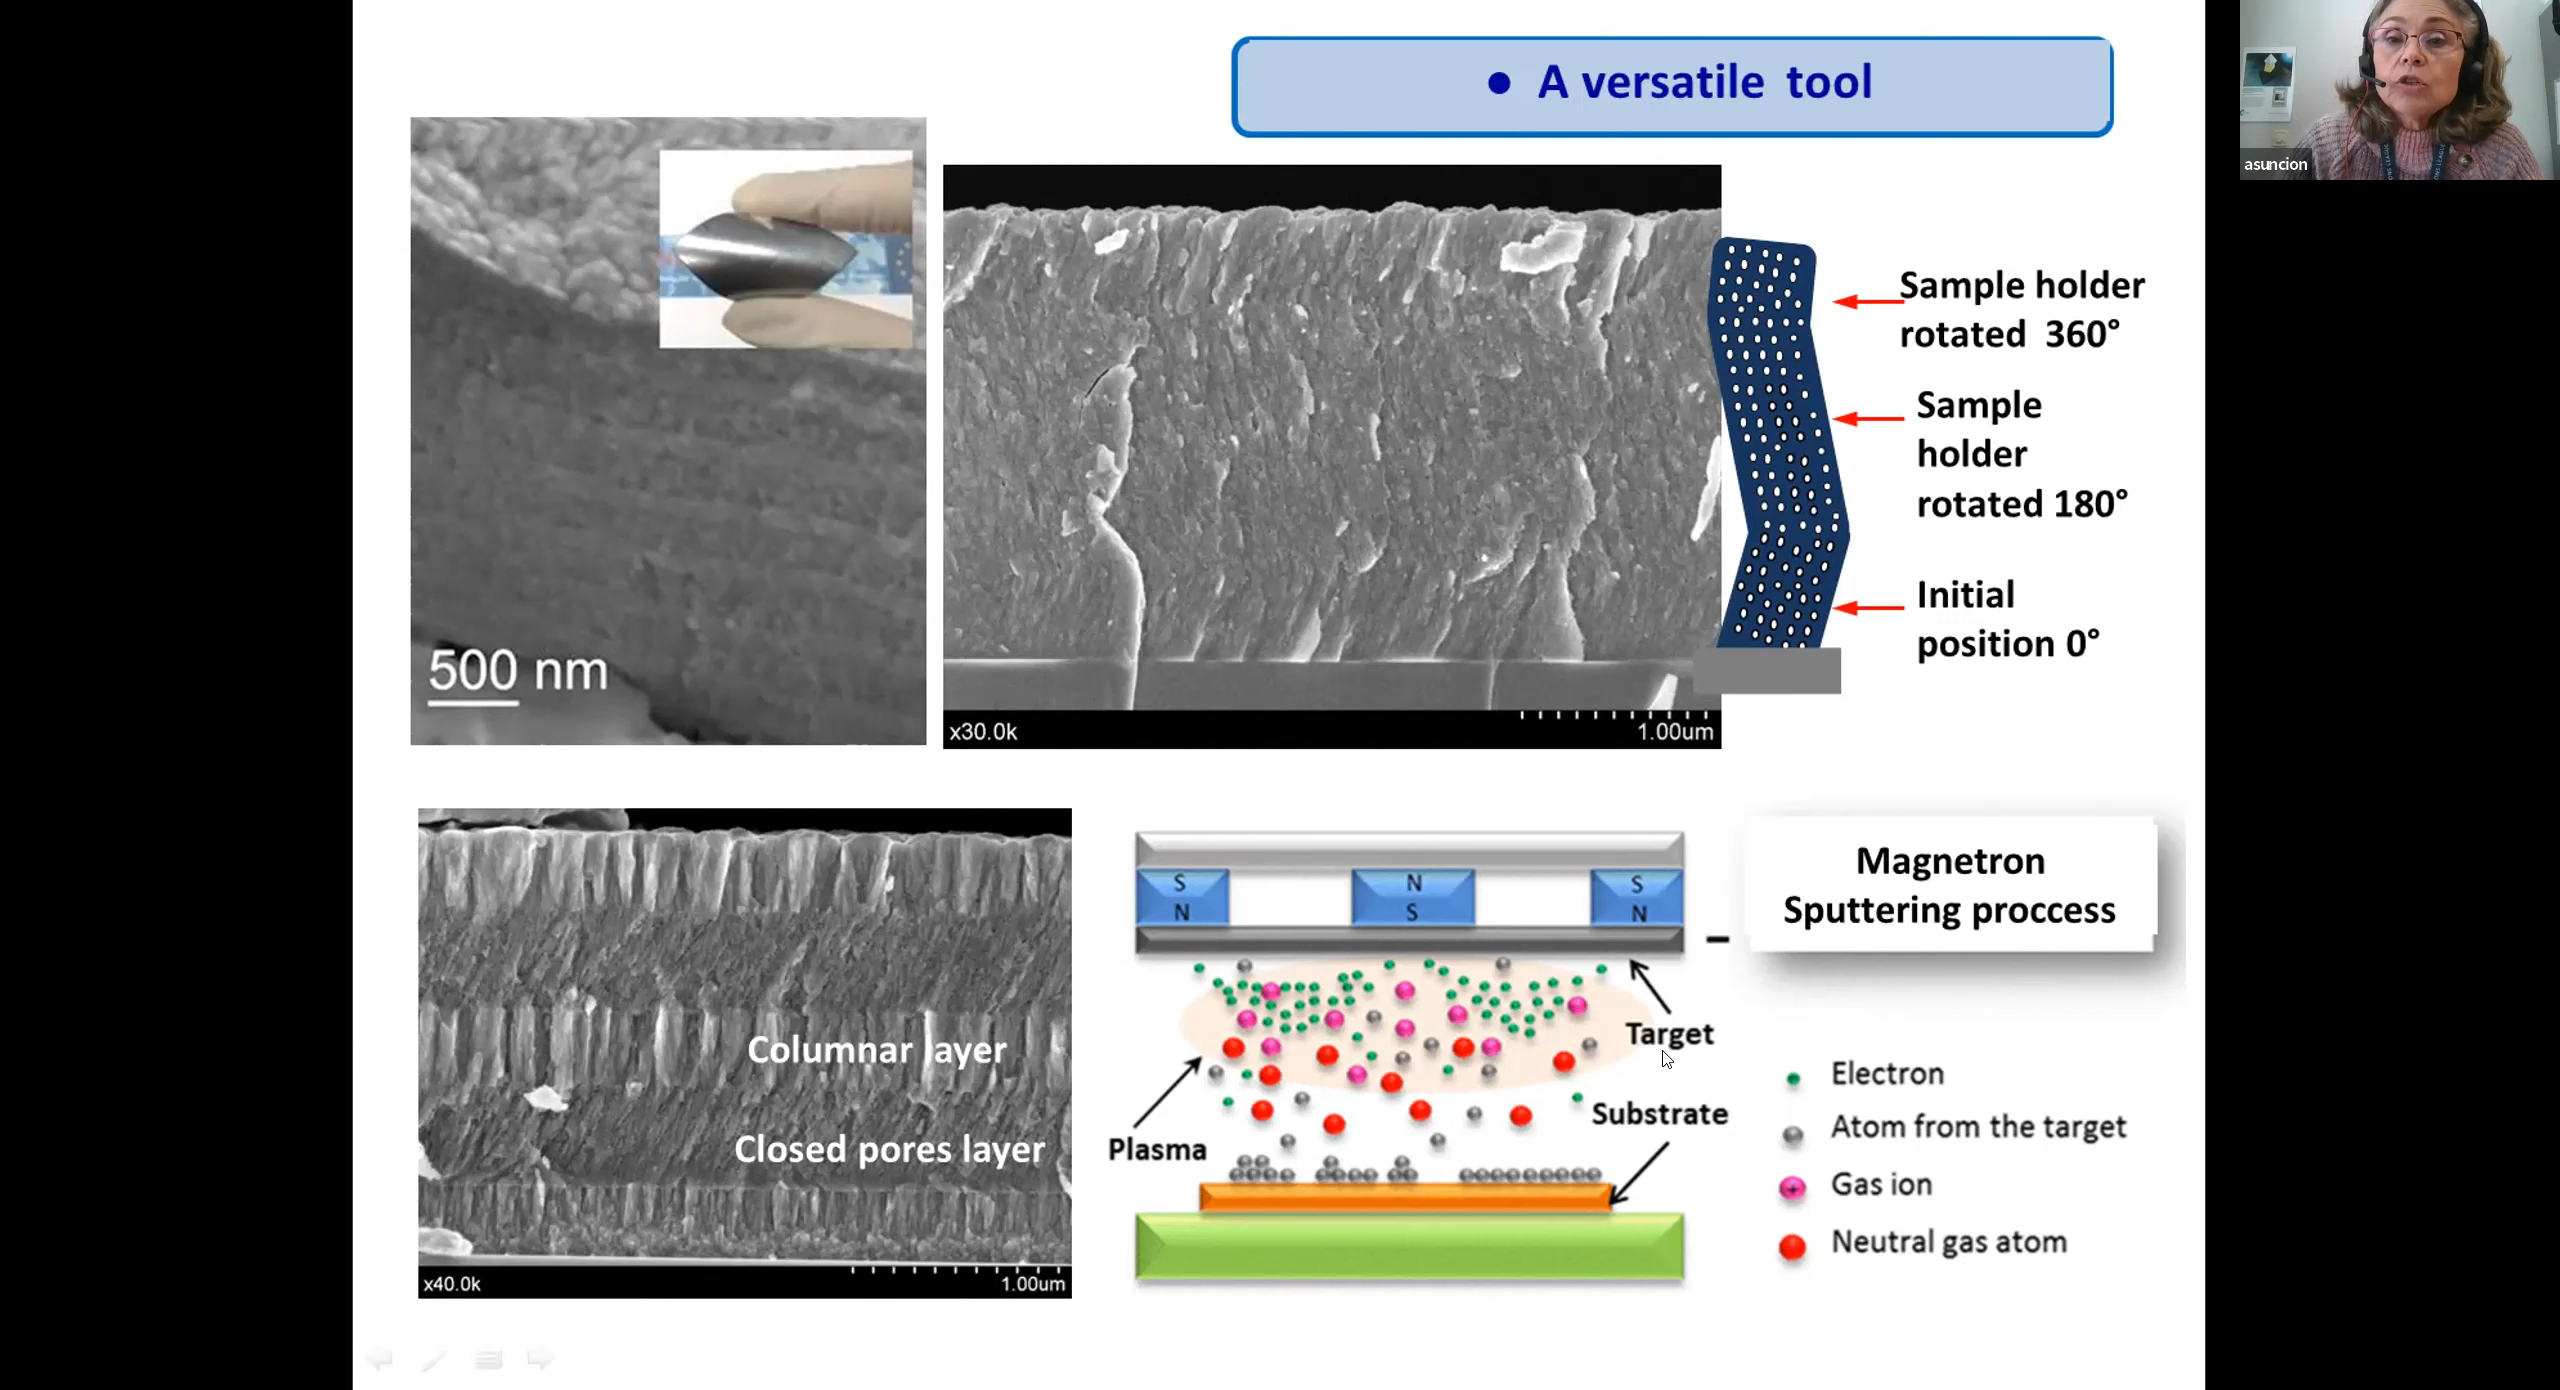 ● A versatile tool
asuncion
500 nm
x30.0k
1.00um
Sample holder
rotated 360°
Sample
holder
rotated 180°
Initial
position 0°
Columnar layer
Closed pores layer
x40.0k
1.00um
S
N
N
S
S
N
–
Target
Plasma
Substrate
Magnetron
Sputtering proccess
Electron
Atom from the target
+
Gas ion
Neutral gas atom